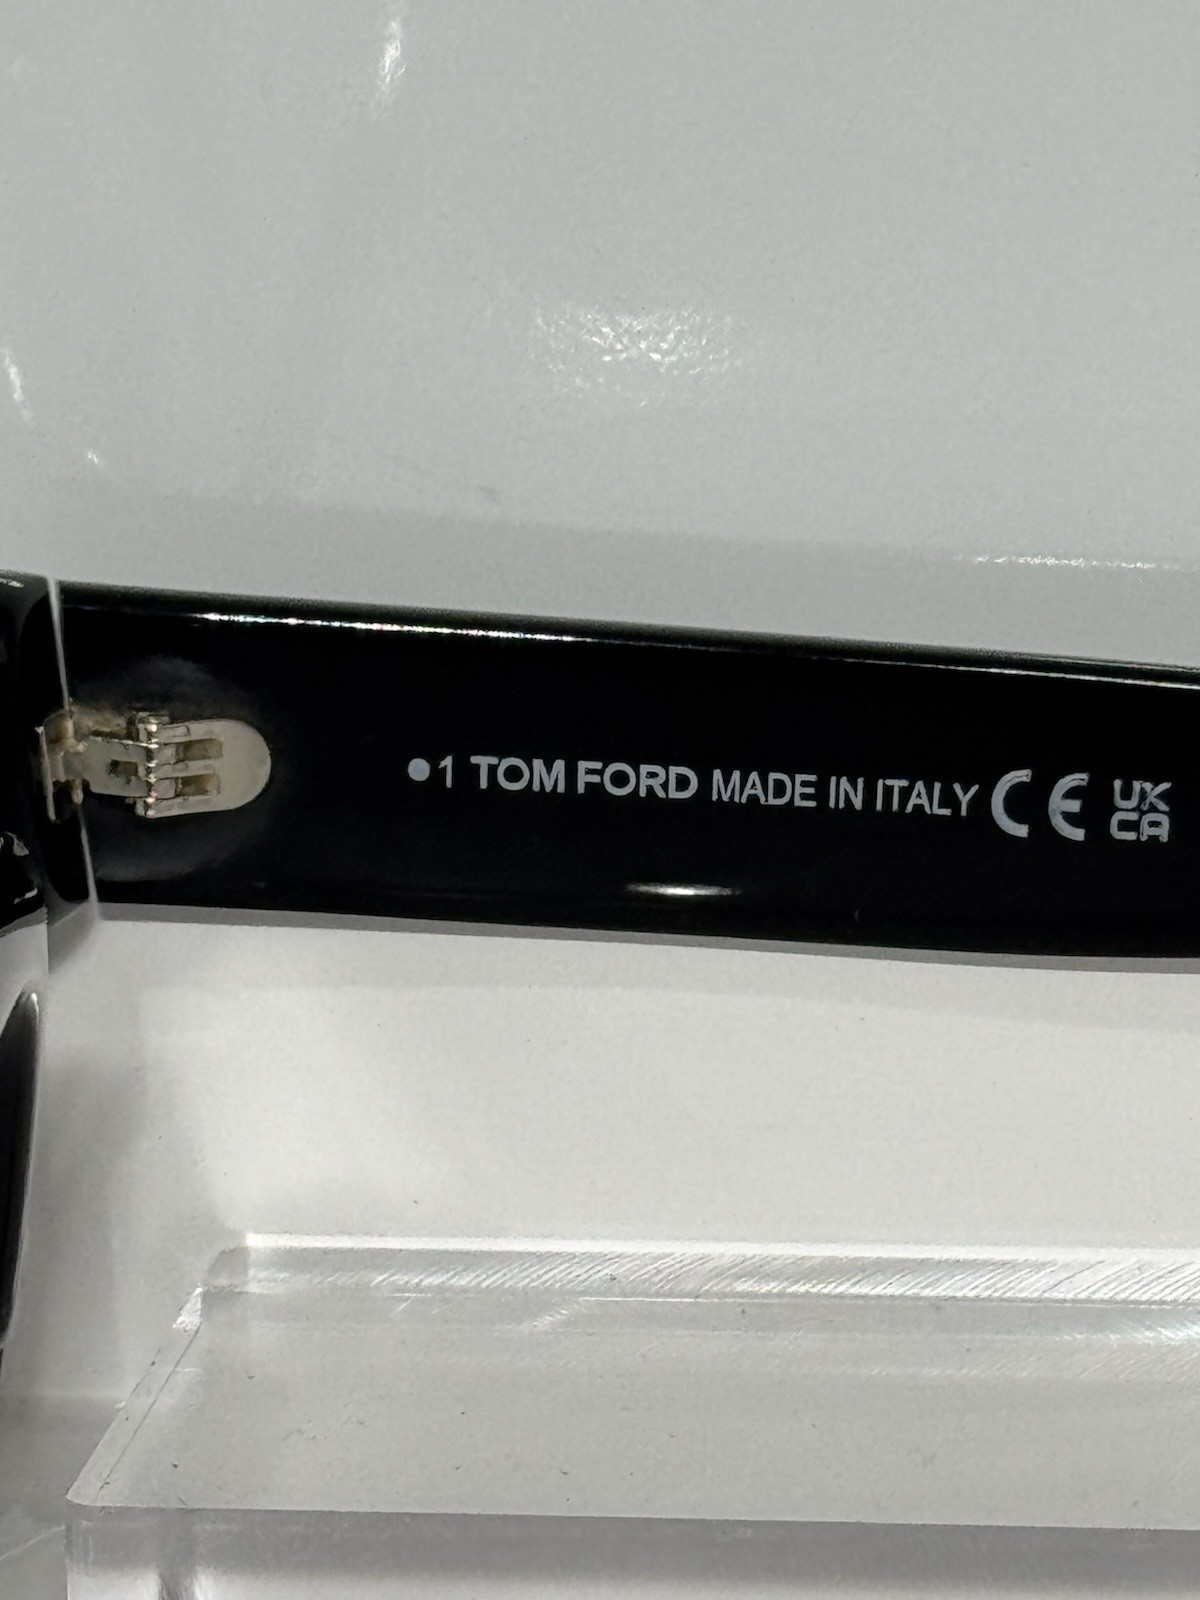 ●1 TOM FORD MADE IN ITALY CE UK
CA